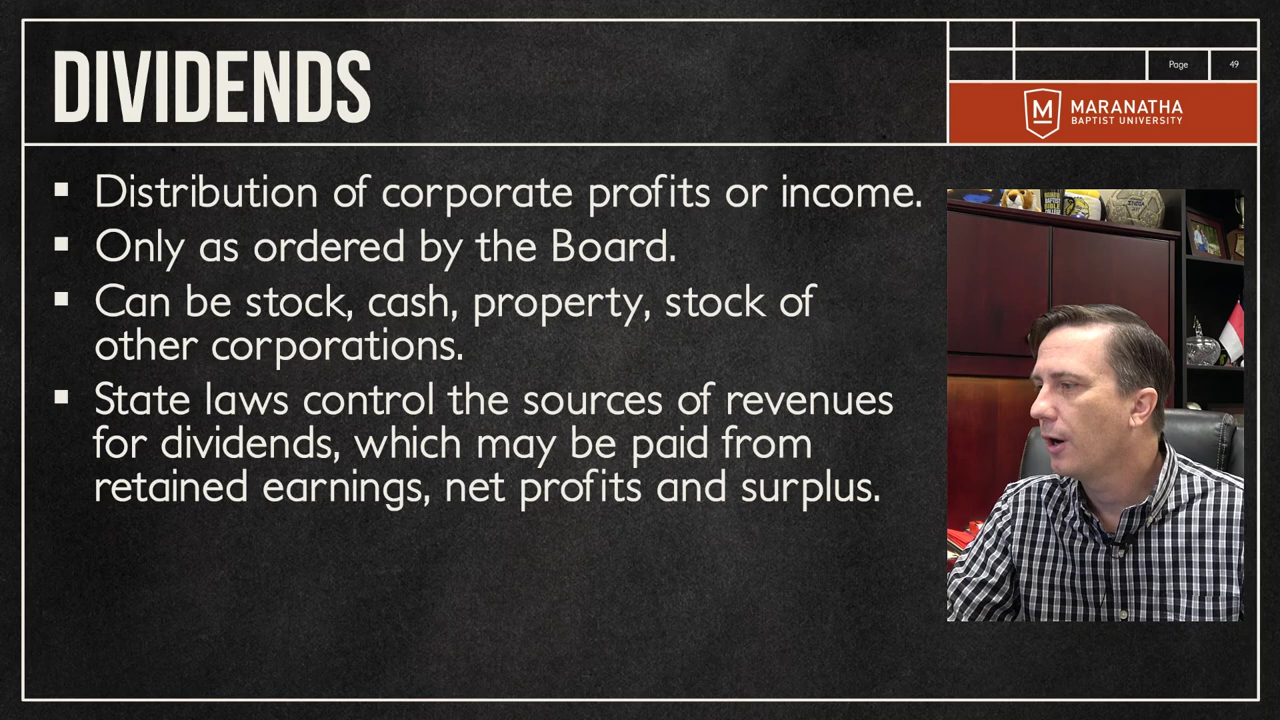 DIVIDENDS
Page 49
M MARANATHA
BAPTIST UNIVERSITY
▪ Distribution of corporate profits or income.
▪ Only as ordered by the Board.
▪ Can be stock, cash, property, stock of
other corporations.
▪ State laws control the sources of revenues
for dividends, which may be paid from
retained earnings, net profits and surplus.